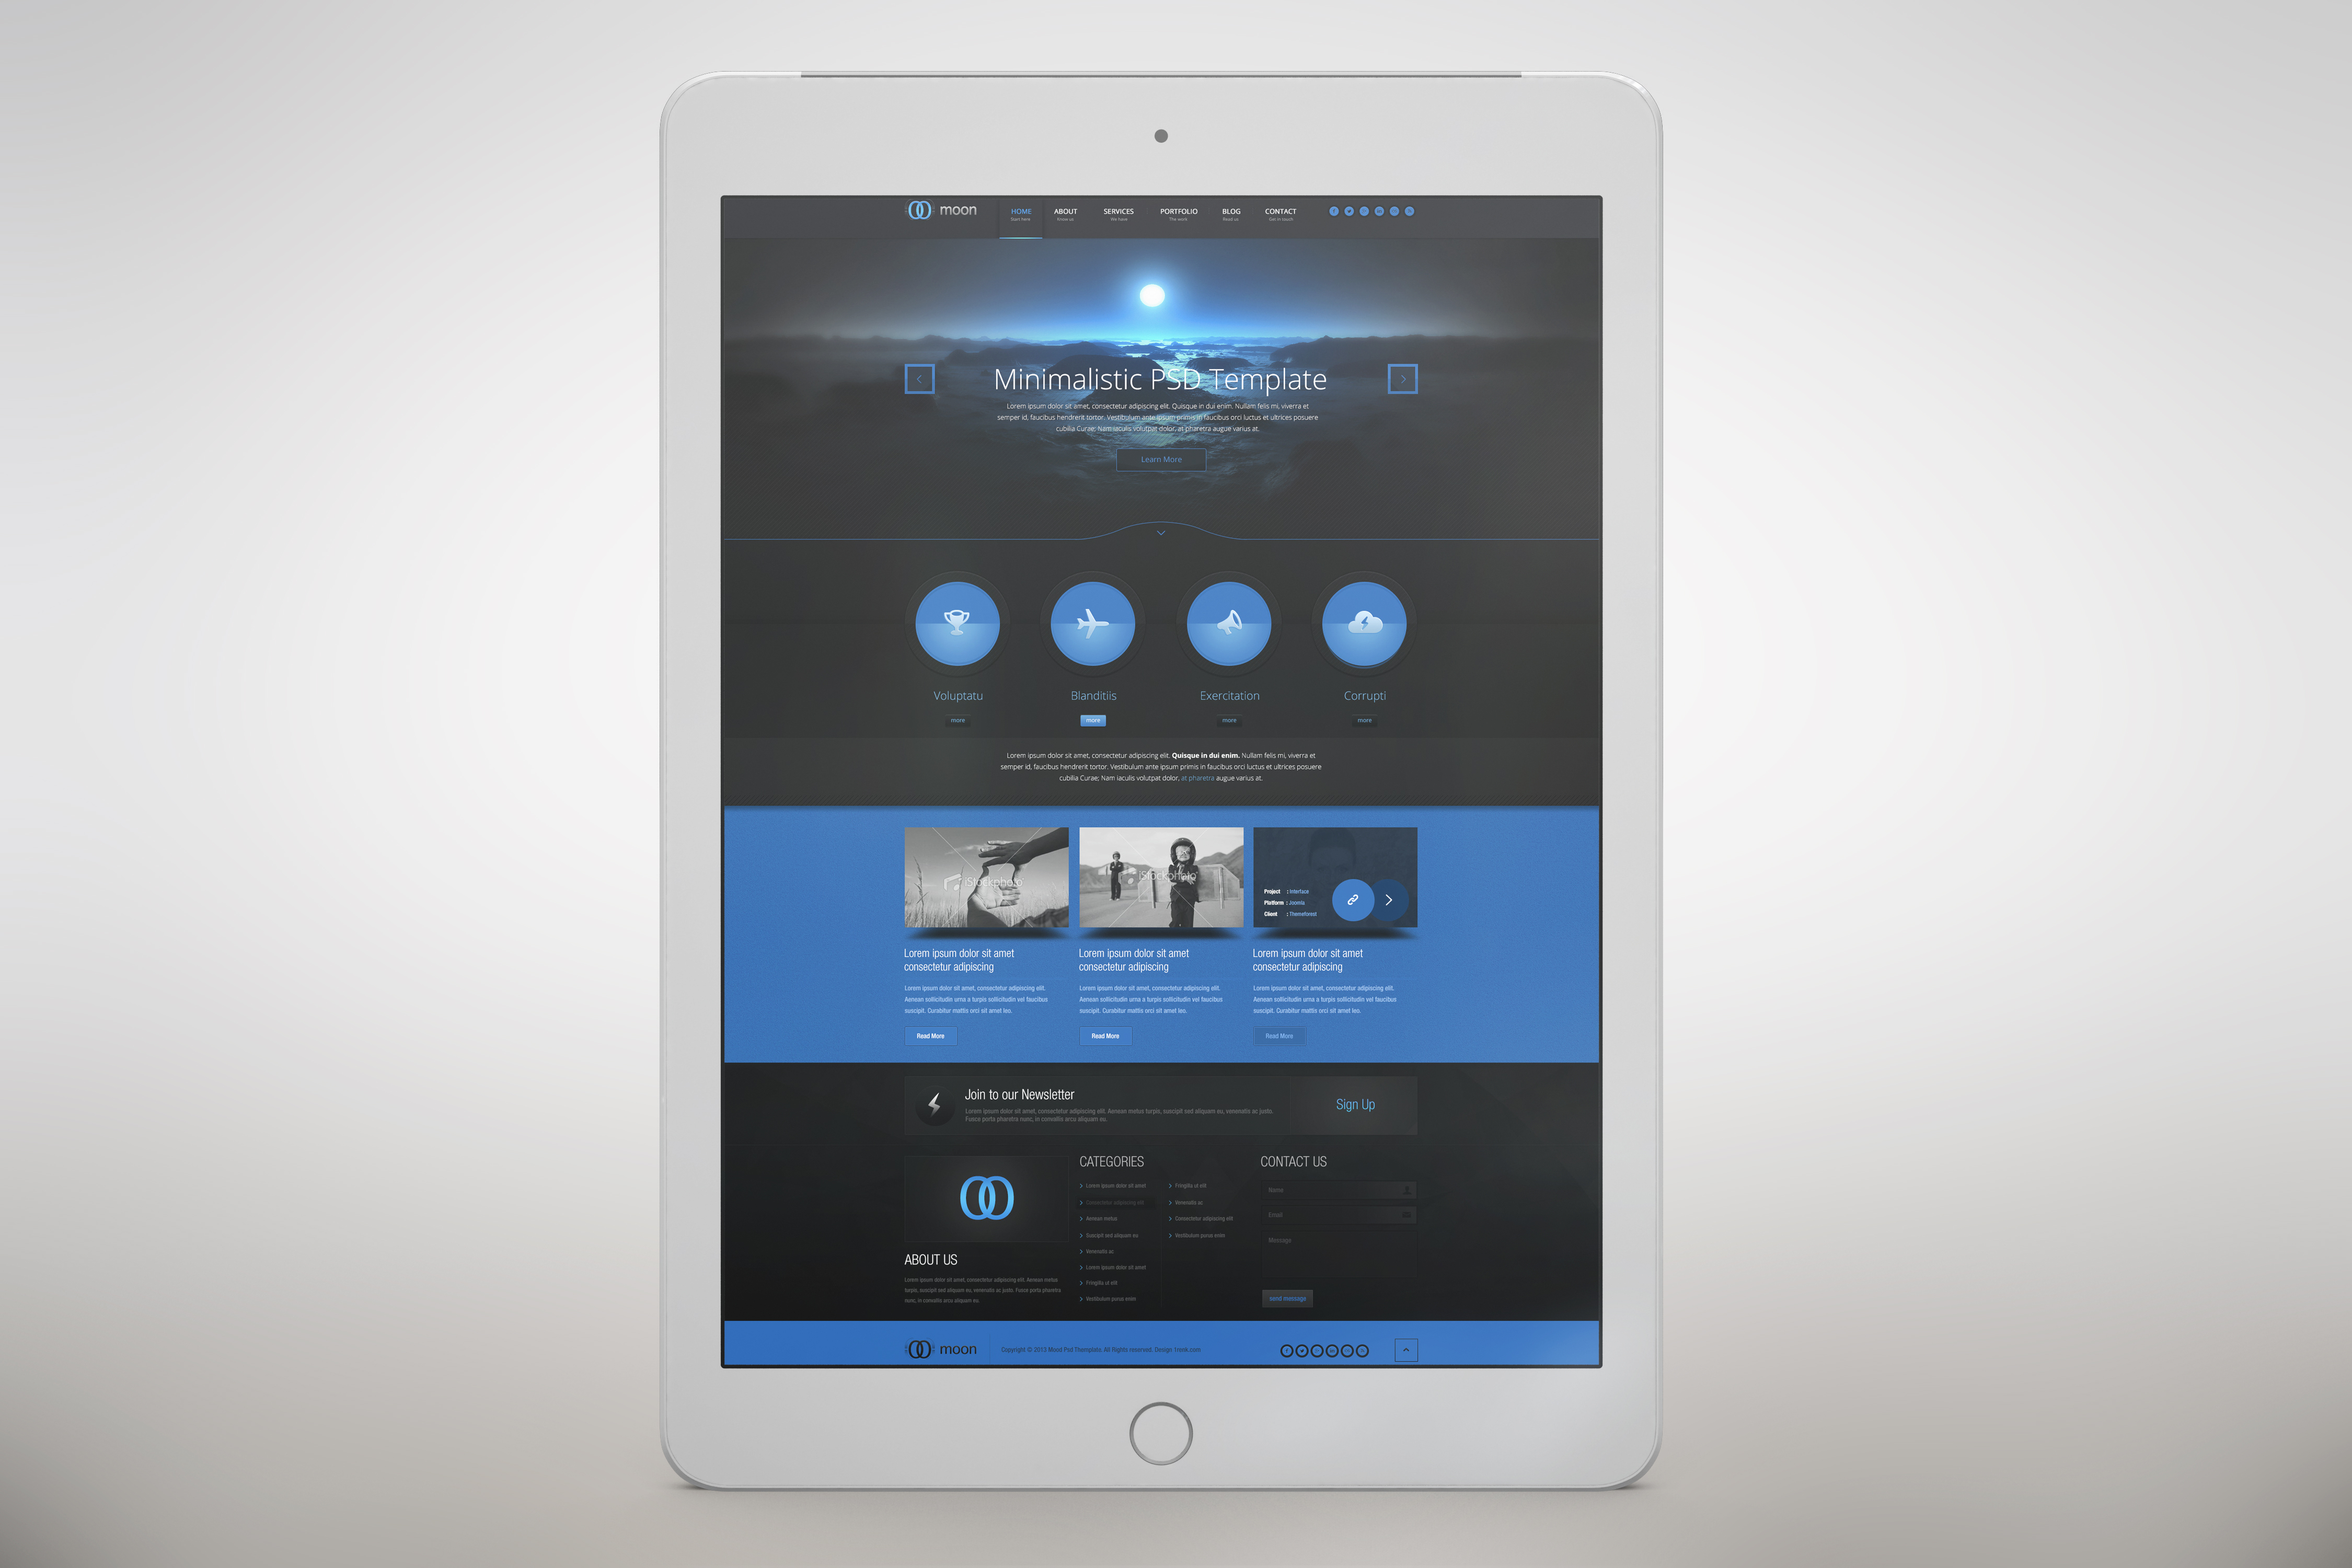 moon
HOME
Start here
ABOUT
Know us
SERVICES
We have
PORTFOLIO
The work
BLOG
Read us
CONTACT
Get in touch
Minimalistic PSD Template
Lorem ipsum dolor sit amet, consectetur adipiscing elit. Quisque in dui enim. Nullam felis mi, viverra et
semper id, faucibus hendrerit tortor. Vestibulum ante ipsum primis in faucibus orci luctus et ultrices posuere
cubilia Curae; Nam iaculis volutpat dolor, at pharetra augue varius at.
Learn More
Voluptatu
Blanditiis
Exercitation
Corrupti
more
more
more
more
Lorem ipsum dolor sit amet, consectetur adipiscing elit. Quisque in dui enim. Nullam felis mi, viverra et
semper id, faucibus hendrerit tortor. Vestibulum ante ipsum primis in faucibus orci luctus et ultrices posuere
cubilia Curae; Nam iaculis volutpat dolor, at pharetra augue varius at.
iStockphoto
iStockphoto
Project : Interface
Platform : Joomla
Client : Themeforest
Lorem ipsum dolor sit amet
consectetur adipiscing
Lorem ipsum dolor sit amet, consectetur adipiscing elit.
Aenean sollicitudin urna a turpis sollicitudin vel faucibus
suscipit. Curabitur mattis orci sit amet leo.
Read More
Lorem ipsum dolor sit amet
consectetur adipiscing
Lorem ipsum dolor sit amet, consectetur adipiscing elit.
Aenean sollicitudin urna a turpis sollicitudin vel faucibus
suscipit. Curabitur mattis orci sit amet leo.
Read More
Lorem ipsum dolor sit amet
consectetur adipiscing
Lorem ipsum dolor sit amet, consectetur adipiscing elit.
Aenean sollicitudin urna a turpis sollicitudin vel faucibus
suscipit. Curabitur mattis orci sit amet leo.
Read More
Join to our Newsletter
Lorem ipsum dolor sit amet, consectetur adipiscing elit. Aenean metus turpis, suscipit sed aliquam eu, venenatis ac justo.
Fusce porta pharetra nunc, in convallis arcu aliquam eu.
Sign Up
ABOUT US
Lorem ipsum dolor sit amet, consectetur adipiscing elit. Aenean metus
turpis, suscipit sed aliquam eu, venenatis ac justo. Fusce porta pharetra
nunc, in convallis arcu aliquam eu.
CATEGORIES
Lorem ipsum dolor sit amet
Consectetur adipiscing elit
Aenean metus
Suscipit sed aliquam eu
Venenatis ac
Lorem ipsum dolor sit amet
Fringilla ut elit
Vestibulum purus enim
Fringilla ut elit
Venenatis ac
Consectetur adipiscing elit
Vestibulum purus enim
CONTACT US
Name
Email
Message
send message
moon
Copyright © 2013 Mood Psd Themplate. All Rights reserved. Design 1rmk.com